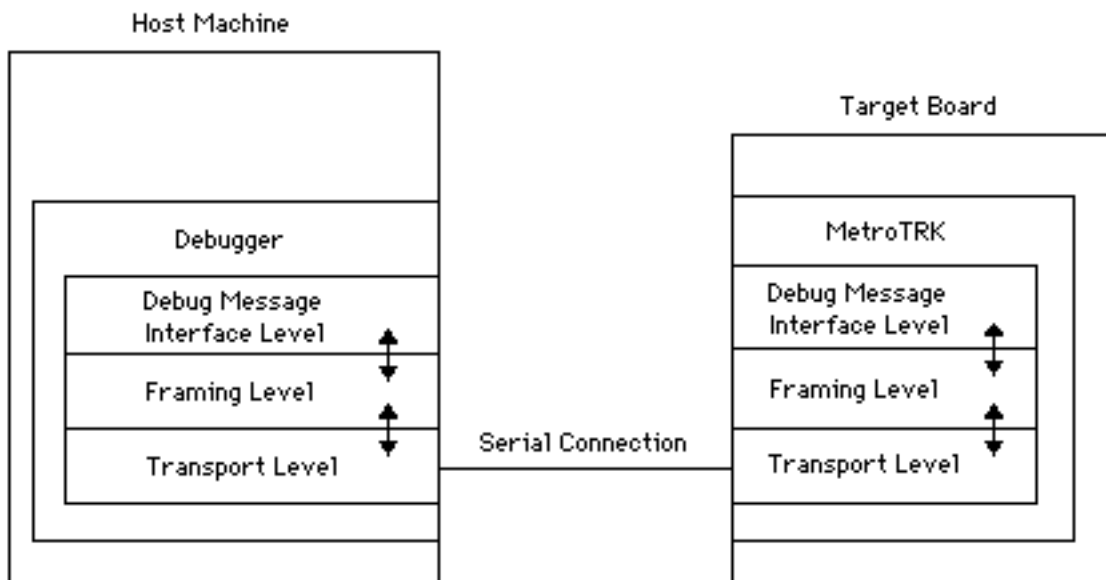 Host Machine
Target Board
Debugger
Debug Message
Interface Level
Framing Level
Transport Level
Serial Connection
MetroTRK
Debug Message
Interface Level
Framing Level
Transport Level